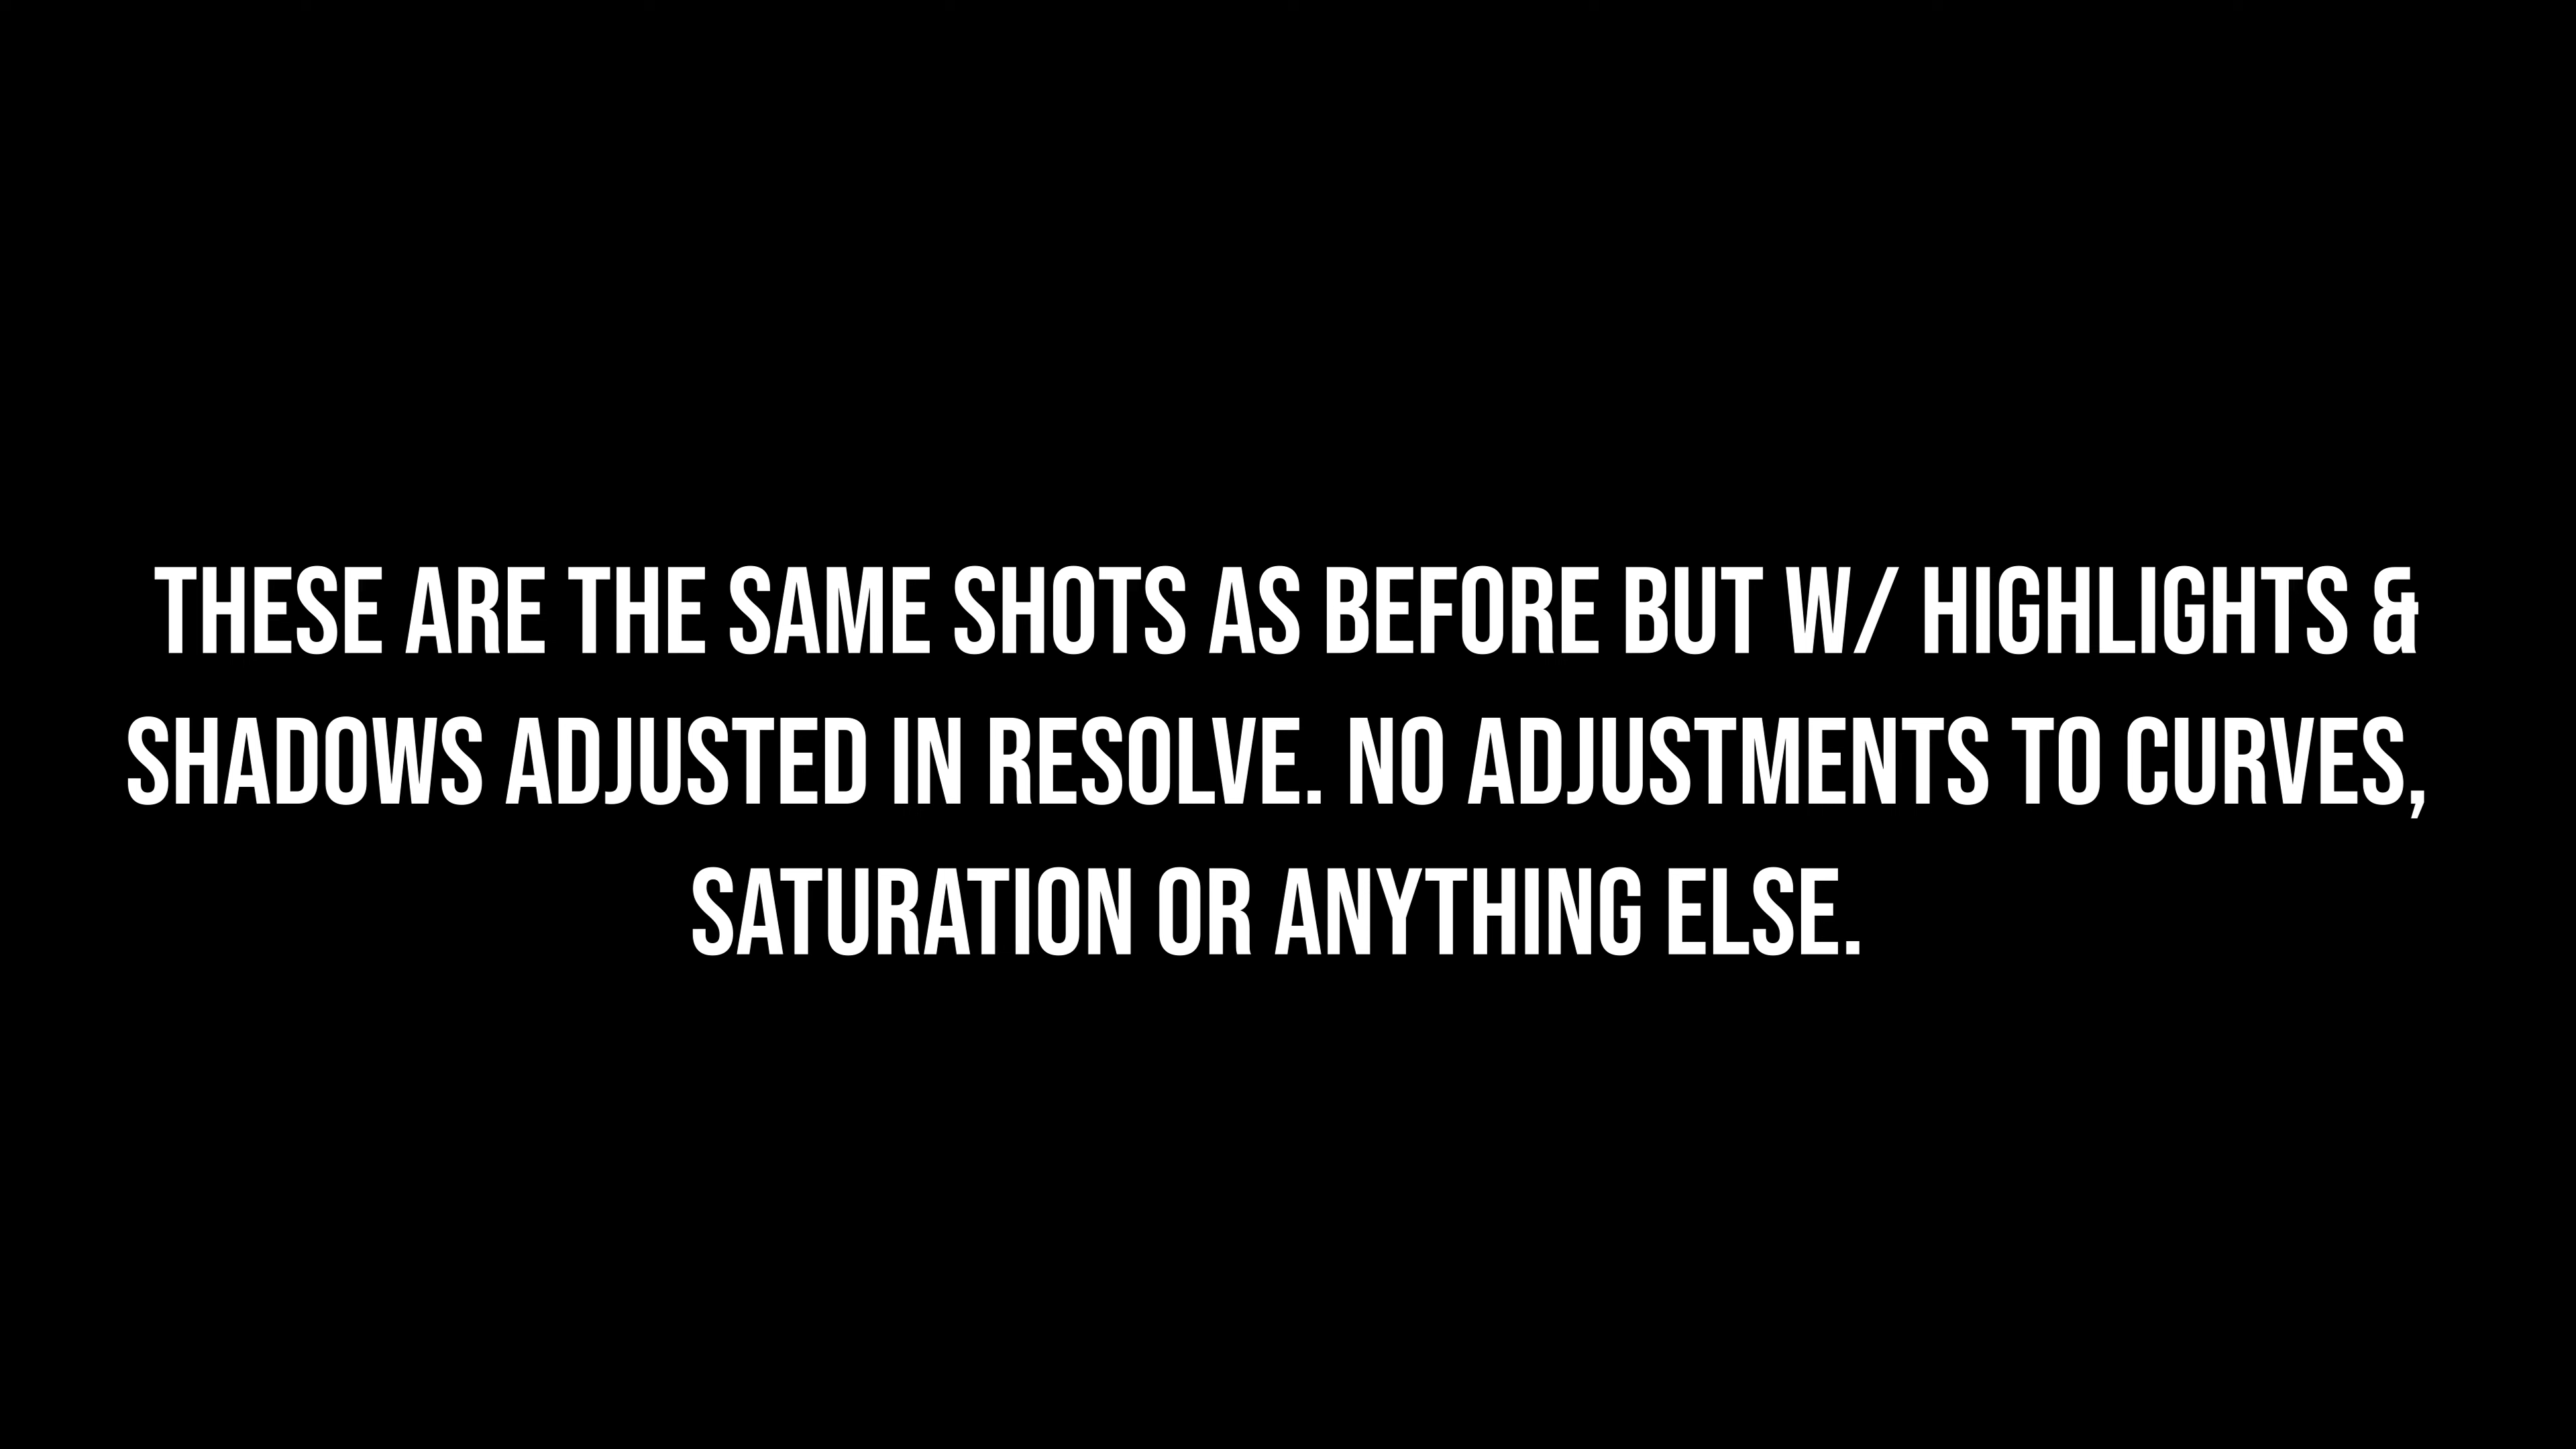 THESE ARE THE SAME SHOTS AS BEFORE BUT W/ HIGHLIGHTS &
SHADOWS ADJUSTED IN RESOLVE. NO ADJUSTMENTS TO CURVES,
SATURATION OR ANYTHING ELSE.